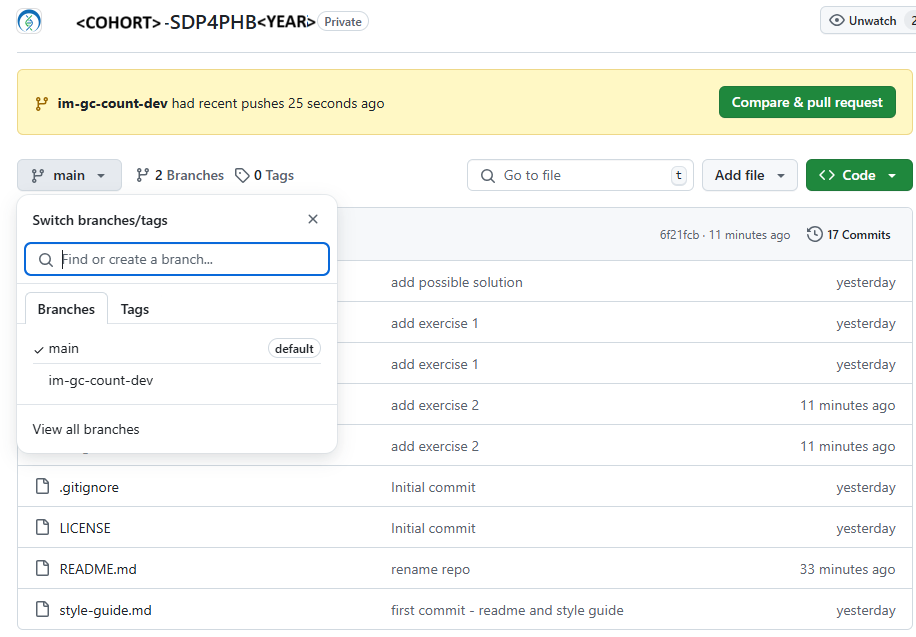 <COHORT>-SDP4PHB<YEAR> Private
Unwatch 2
im-gc-count-dev had recent pushes 25 seconds ago
Compare & pull request
main
2 Branches
0 Tags
Go to file
t
Add file
Code
Switch branches/tags
Find or create a branch...
Branches
Tags
main
default
im-gc-count-dev
View all branches
6f21fcb · 11 minutes ago
17 Commits
add possible solution yesterday
add exercise 1 yesterday
add exercise 1 yesterday
add exercise 2 11 minutes ago
add exercise 2 11 minutes ago
.gitignore Initial commit yesterday
LICENSE Initial commit yesterday
README.md rename repo 33 minutes ago
style-guide.md first commit - readme and style guide yesterday